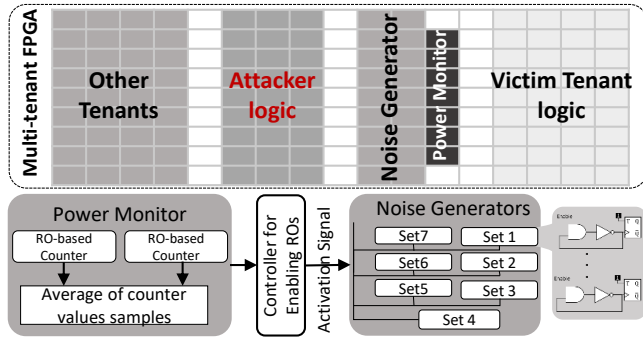 Multi-tenant FPGA
Other
Tenants
Attacker
logic
Noise Generator
Power Monitor
Victim Tenant
logic
Power Monitor
RO-based
Counter
RO-based
Counter
Average of counter
values samples
Controller for
Enabling ROs
Activation Signal
Noise Generators
Set7
Set 1
Set6
Set 2
Set5
Set 3
Set 4
Enable
1
T Q
Q
Enable
1
T Q
Q